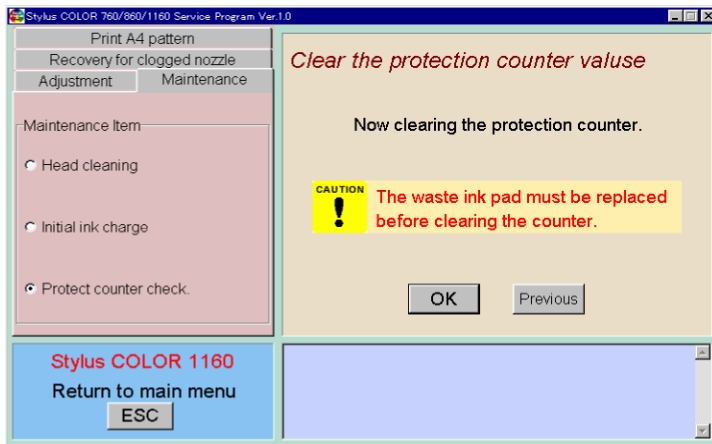 Stylus COLOR 760/860/1160 Service Program Ver.1.0
Print A4 pattern
Recovery for clogged nozzle
Adjustment
Maintenance
Maintenance Item
Head cleaning
Initial ink charge
Protect counter check.
Clear the protection counter valuse
Now clearing the protection counter.
CAUTION
!
The waste ink pad must be replaced
before clearing the counter.
OK
Previous
Stylus COLOR 1160
Return to main menu
ESC